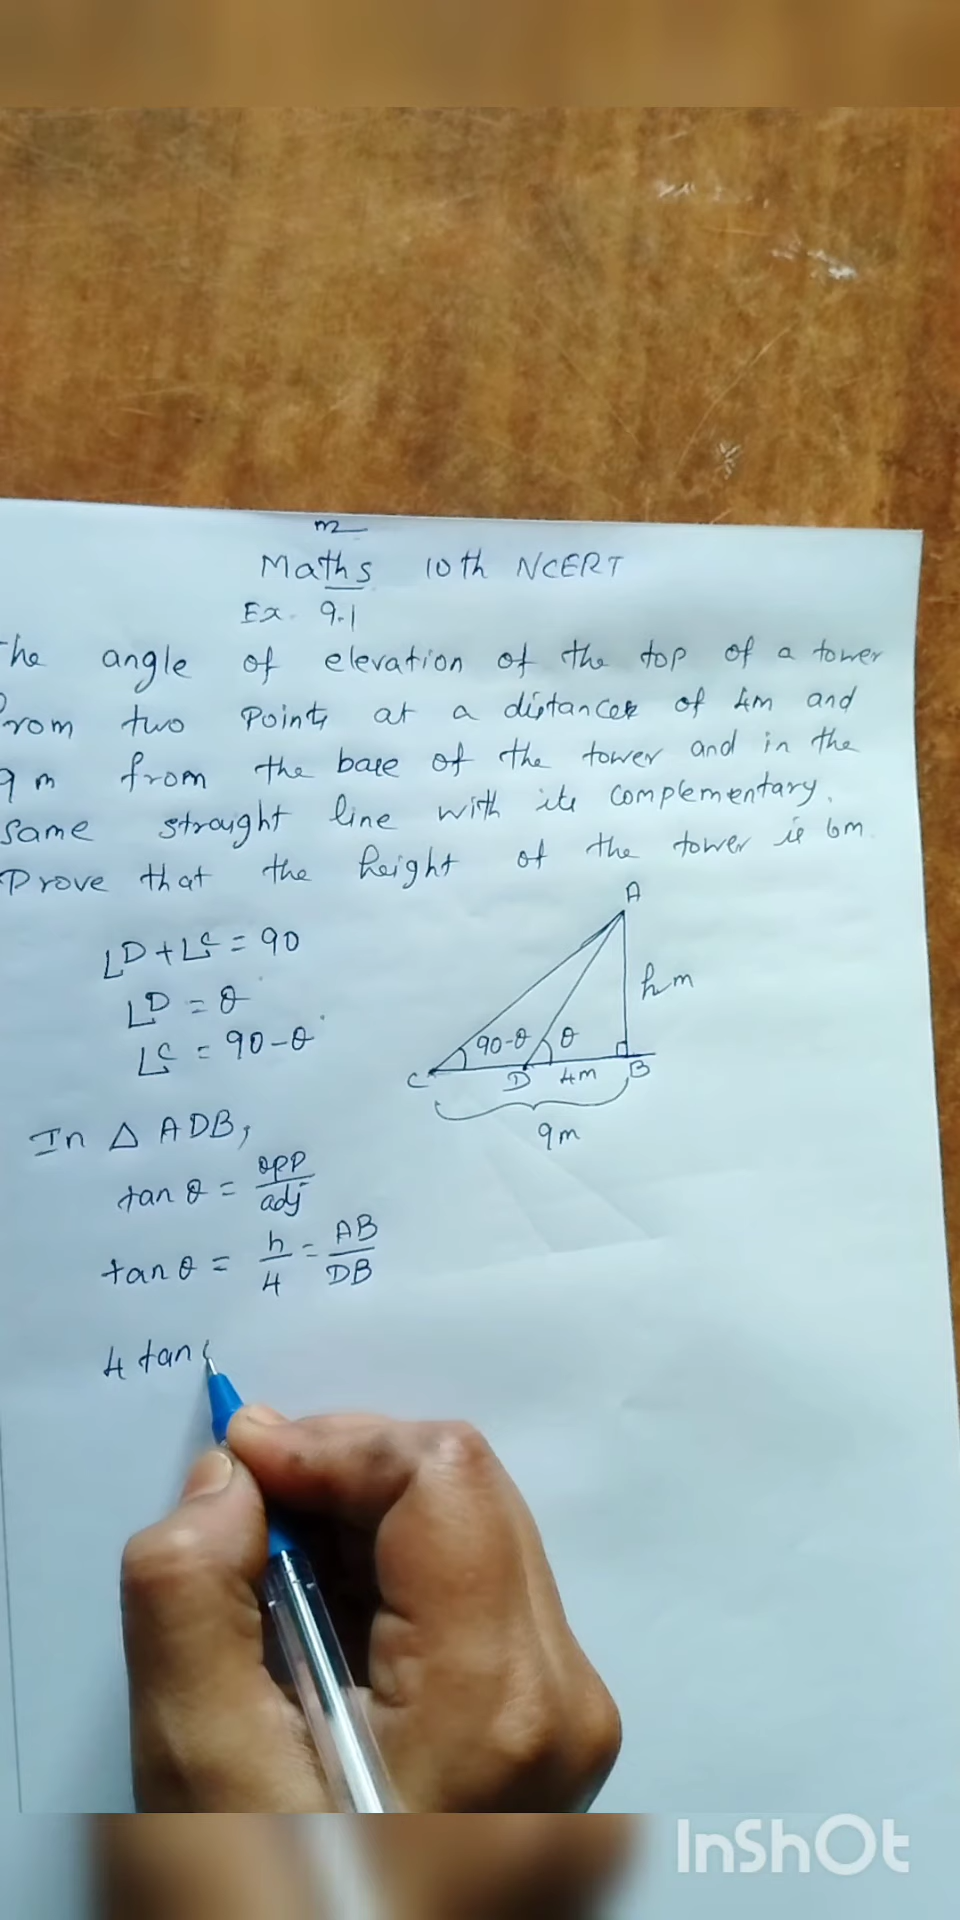 m
Maths 10th NCERT
Ex. 9.1
The angle of elevation of the top of a tower
from two points at a distances of 4m and
9 m from the base of the tower and in the
same straight line with its complementary.
Prove that the height of the tower is 6m.
∠D + ∠C = 90
∠D = θ
∠C = 90-θ
A
h m
90-θ θ
C D 4m B
9m
In △ ADB,
tan θ = opp/adj
tan θ = h/4 = AB/DB
4 tan
InShOt